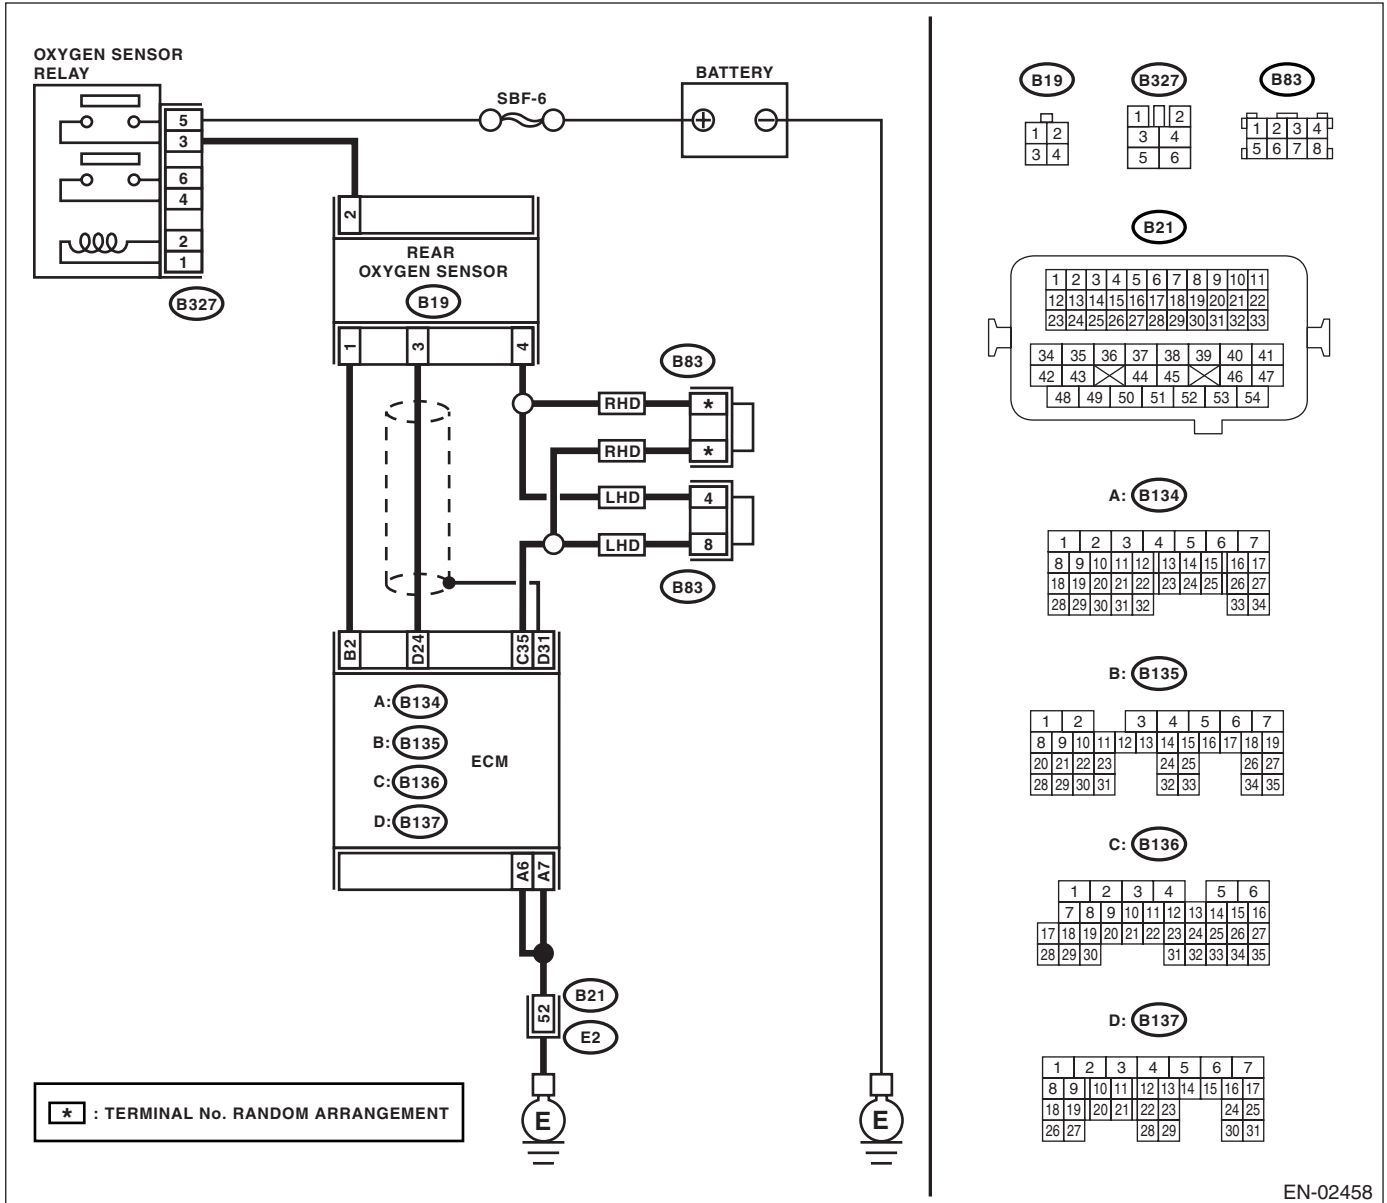 OXYGEN SENSOR
RELAY
5
3
6
4
2
1
B327
SBF-6
BATTERY
2
REAR
OXYGEN SENSOR
B19
1 3 4
B83
RHD *
RHD *
LHD 4
LHD 8
B83
B2 D24 C35 D31
A: B134
B: B135
C: B136
D: B137
ECM
A6 A7
52
B21
E2
E
E
* : TERMINAL No. RANDOM ARRANGEMENT
B19
1 2
3 4
B327
1 2
3 4
5 6
B83
1 2 3 4
5 6 7 8
B21
1 2 3 4 5 6 7 8 9 10 11
12 13 14 15 16 17 18 19 20 21 22
23 24 25 26 27 28 29 30 31 32 33
34 35 36 37 38 39 40 41
42 43 44 45 46 47
48 49 50 51 52 53 54
A: B134
1 2 3 4 5 6 7
8 9 10 11 12 13 14 15 16 17
18 19 20 21 22 23 24 25 26 27
28 29 30 31 32 33 34
B: B135
1 2 3 4 5 6 7
8 9 10 11 12 13 14 15 16 17 18 19
20 21 22 23 24 25 26 27
28 29 30 31 32 33 34 35
C: B136
1 2 3 4 5 6
7 8 9 10 11 12 13 14 15 16
17 18 19 20 21 22 23 24 25 26 27
28 29 30 31 32 33 34 35
D: B137
1 2 3 4 5 6 7
8 9 10 11 12 13 14 15 16 17
18 19 20 21 22 23 24 25
26 27 28 29 30 31
EN-02458